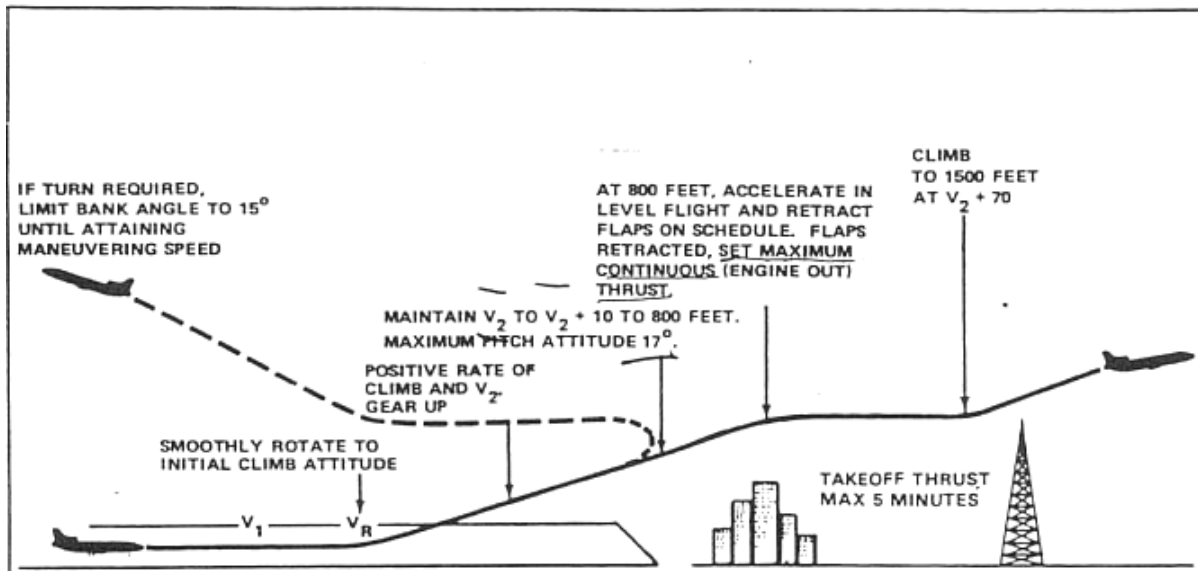 IF TURN REQUIRED,
LIMIT BANK ANGLE TO 15°
UNTIL ATTAINING
MANEUVERING SPEED
SMOOTHLY ROTATE TO
INITIAL CLIMB ATTITUDE
V1
VR
POSITIVE RATE OF
CLIMB AND V2,
GEAR UP
MAINTAIN V2 TO V2 + 10 TO 800 FEET.
MAXIMUM PITCH ATTITUDE 17°.
AT 800 FEET, ACCELERATE IN
LEVEL FLIGHT AND RETRACT
FLAPS ON SCHEDULE. FLAPS
RETRACTED, SET MAXIMUM
CONTINUOUS (ENGINE OUT)
THRUST.
CLIMB
TO 1500 FEET
AT V2 + 70
TAKEOFF THRUST
MAX 5 MINUTES